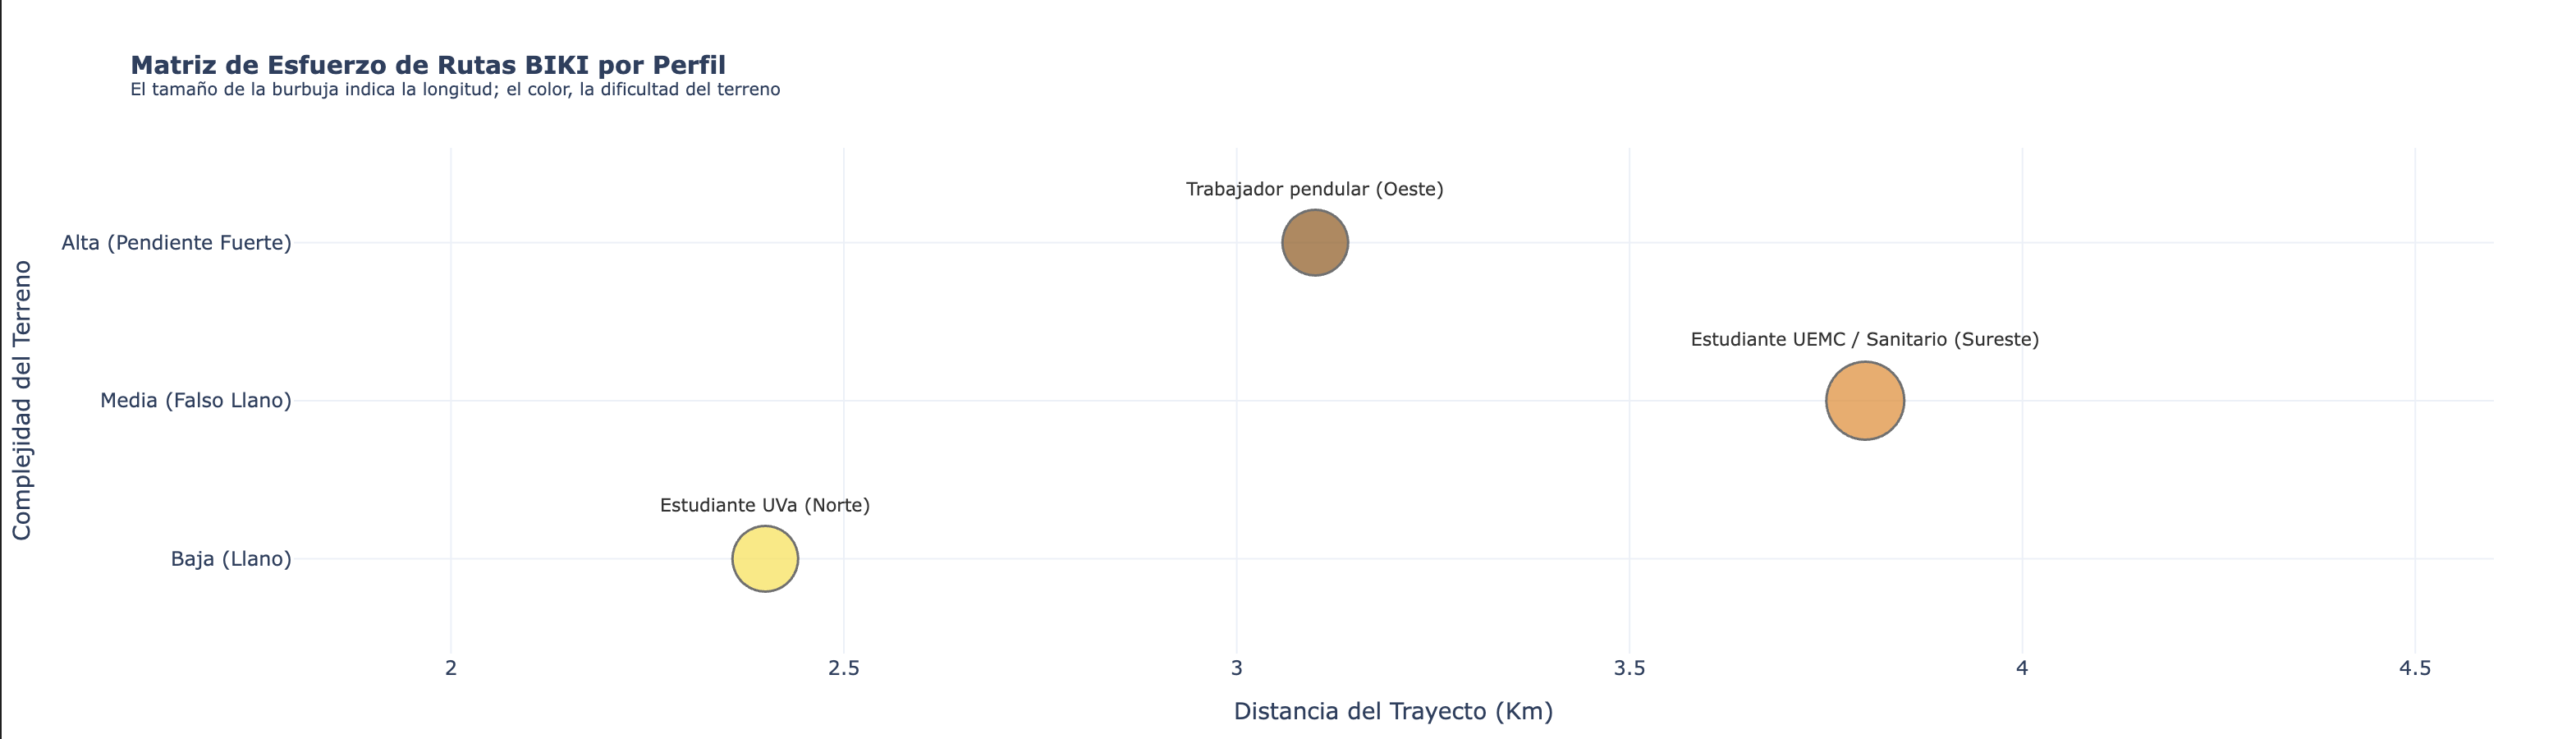 Matriz de Esfuerzo de Rutas BIKI por Perfil
El tamaño de la burbuja indica la longitud; el color, la dificultad del terreno
Trabajador pendular (Oeste)
Alta (Pendiente Fuerte)
Estudiante UEMC / Sanitario (Sureste)
Media (Falso Llano)
Complejidad del Terreno
Estudiante UVa (Norte)
Baja (Llano)
2
2.5
3
3.5
4
4.5
Distancia del Trayecto (Km)